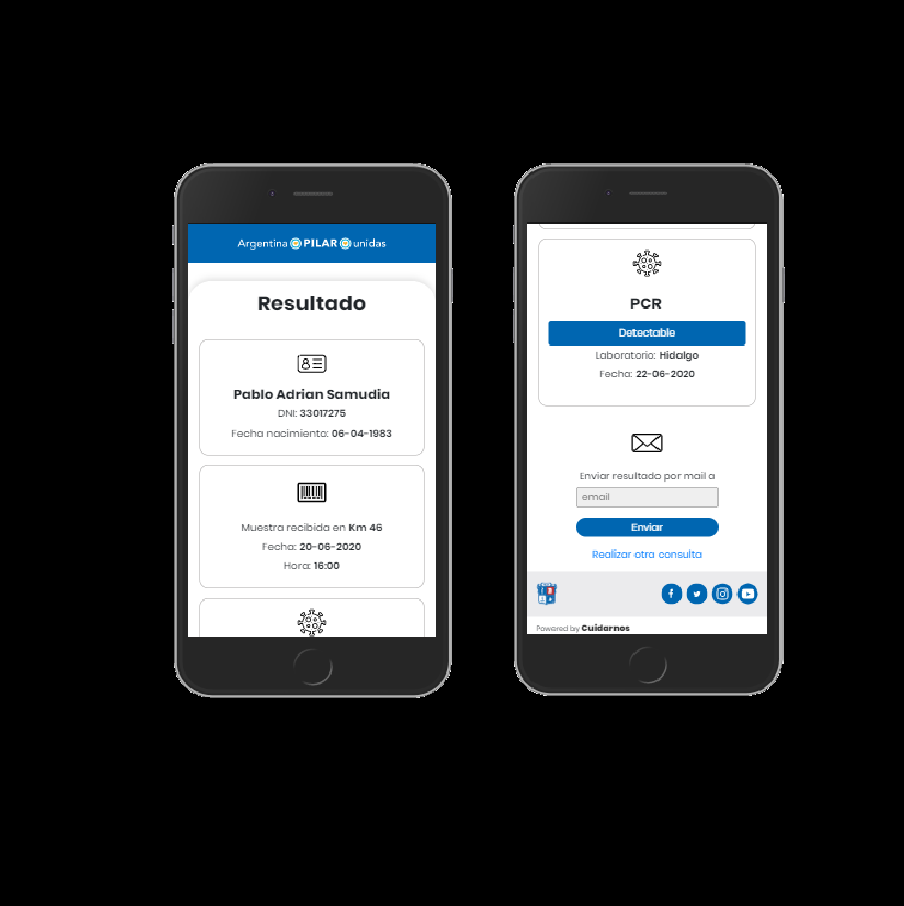 Argentina PILAR unidas
Resultado
Pablo Adrian Samudia
DNI: 33017275
Fecha nacimiento: 06-04-1983
Muestra recibida en Km 46
Fecha: 20-06-2020
Hora: 16:00
PCR
Detectable
Laboratorio: Hidalgo
Fecha: 22-06-2020
Enviar resultado por mail a
email
Enviar
Realizar otra consulta
Powered by Cuidarnos